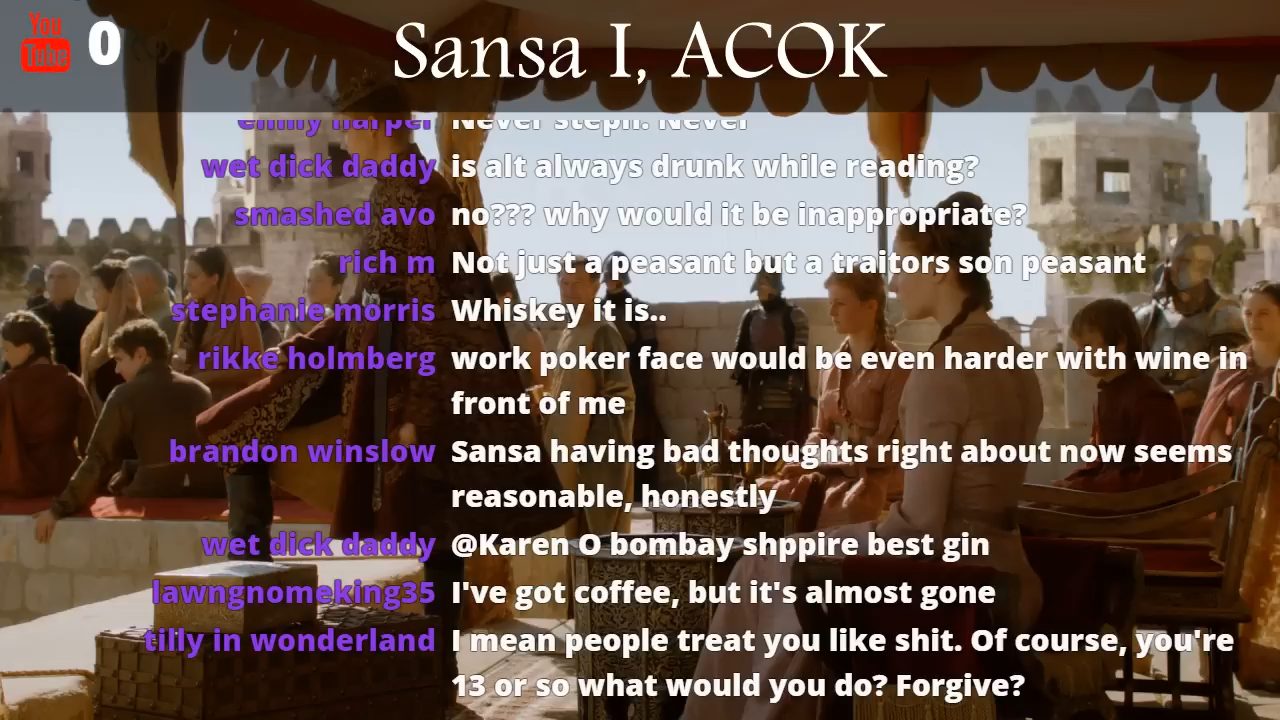 You
Tube
0
Sansa I, ACOK
emmy harper Never steph. Never
wet dick daddy is alt always drunk while reading?
smashed avo no??? why would it be inappropriate?
rich m Not just a peasant but a traitors son peasant
stephanie morris Whiskey it is..
rikke holmberg work poker face would be even harder with wine in
front of me
brandon winslow Sansa having bad thoughts right about now seems
reasonable, honestly
wet dick daddy @Karen O bombay shppire best gin
lawngnomeking35 I've got coffee, but it's almost gone
tilly in wonderland I mean people treat you like shit. Of course, you're
13 or so what would you do? Forgive?